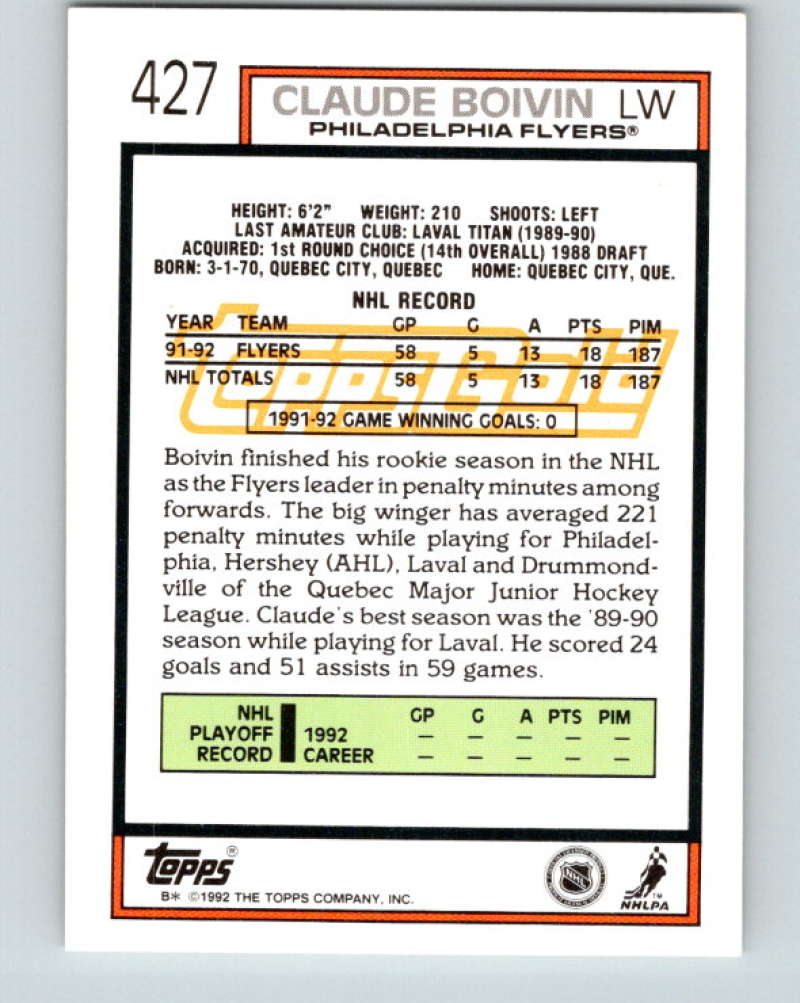 427
CLAUDE BOIVIN LW
PHILADELPHIA FLYERS®
HEIGHT: 6'2" WEIGHT: 210 SHOOTS: LEFT
LAST AMATEUR CLUB: LAVAL TITAN (1989-90)
ACQUIRED: 1st ROUND CHOICE (14th OVERALL) 1988 DRAFT
BORN: 3-1-70, QUEBEC CITY, QUEBEC HOME: QUEBEC CITY, QUE.
NHL RECORD
YEAR TEAM GP G A PTS PIM
91-92 FLYERS 58 5 13 18 187
NHL TOTALS 58 5 13 18 187
ToppsGold
1991-92 GAME WINNING GOALS: 0
Boivin finished his rookie season in the NHL
as the Flyers leader in penalty minutes among
forwards. The big winger has averaged 221
penalty minutes while playing for Philadel-
phia, Hershey (AHL), Laval and Drummond-
ville of the Quebec Major Junior Hockey
League. Claude's best season was the '89-90
season while playing for Laval. He scored 24
goals and 51 assists in 59 games.
NHL PLAYOFF RECORD
GP G A PTS PIM
1992 — — — — —
CAREER — — — — —
Topps®
B* ©1992 THE TOPPS COMPANY, INC.
NHL
TM
NHLPA